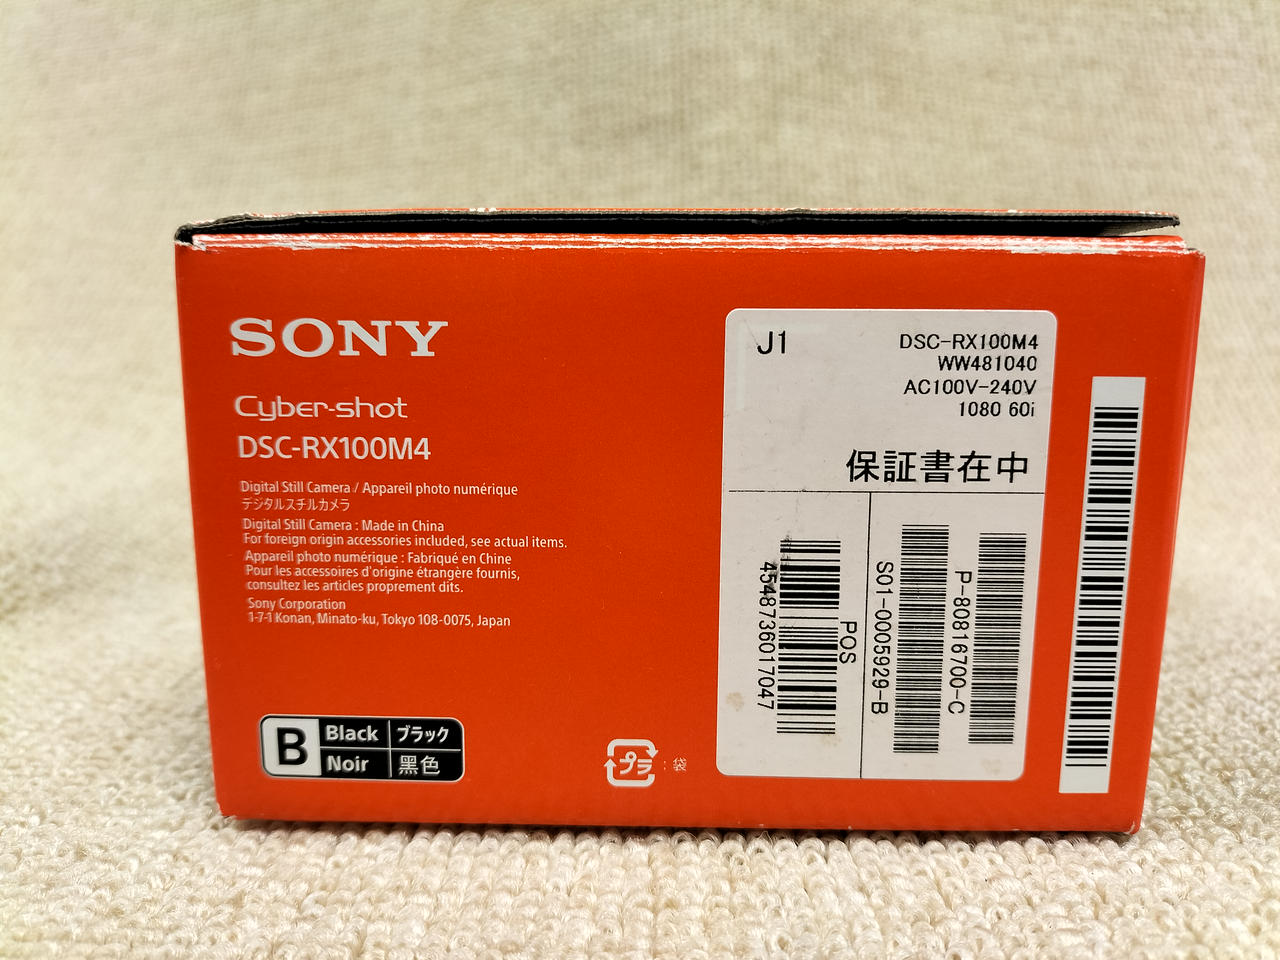 SONY
Cyber-shot
DSC-RX100M4
Digital Still Camera / Appareil photo numérique
デジタルスチルカメラ
Digital Still Camera : Made in China
For foreign origin accessories included, see actual items.
Appareil photo numérique : Fabriqué en Chine
Pour les accessoires d'origine étrangère fournis,
consultez les articles proprement dits.
Sony Corporation
1-7-1 Konan, Minato-ku, Tokyo 108-0075, Japan
B
Black ブラック
Noir 黑色
プラ : 袋
J1
DSC-RX100M4
WW481040
AC100V-240V
1080 60i
保証書在中
POS
4548736017047
S01-0005929-B
P-80816700-C